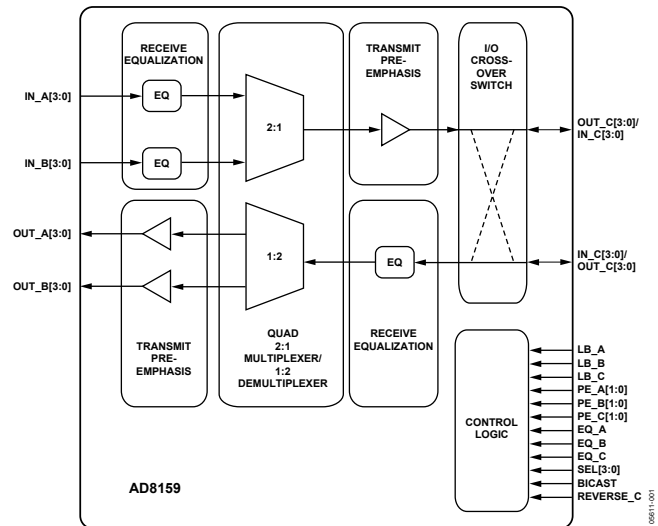 RECEIVE
EQUALIZATION
TRANSMIT
PRE-
EMPHASIS
I/O
CROSS-
OVER
SWITCH
IN_A[3:0]
EQ
2:1
OUT_C[3:0]/
IN_C[3:0]
IN_B[3:0]
EQ
OUT_A[3:0]
1:2
EQ
IN_C[3:0]/
OUT_C[3:0]
OUT_B[3:0]
TRANSMIT
PRE-
EMPHASIS
QUAD
2:1
MULTIPLEXER/
1:2
DEMULTIPLEXER
RECEIVE
EQUALIZATION
CONTROL
LOGIC
LB_A
LB_B
LB_C
PE_A[1:0]
PE_B[1:0]
PE_C[1:0]
EQ_A
EQ_B
EQ_C
SEL[3:0]
BICAST
REVERSE_C
AD8159
05611-001